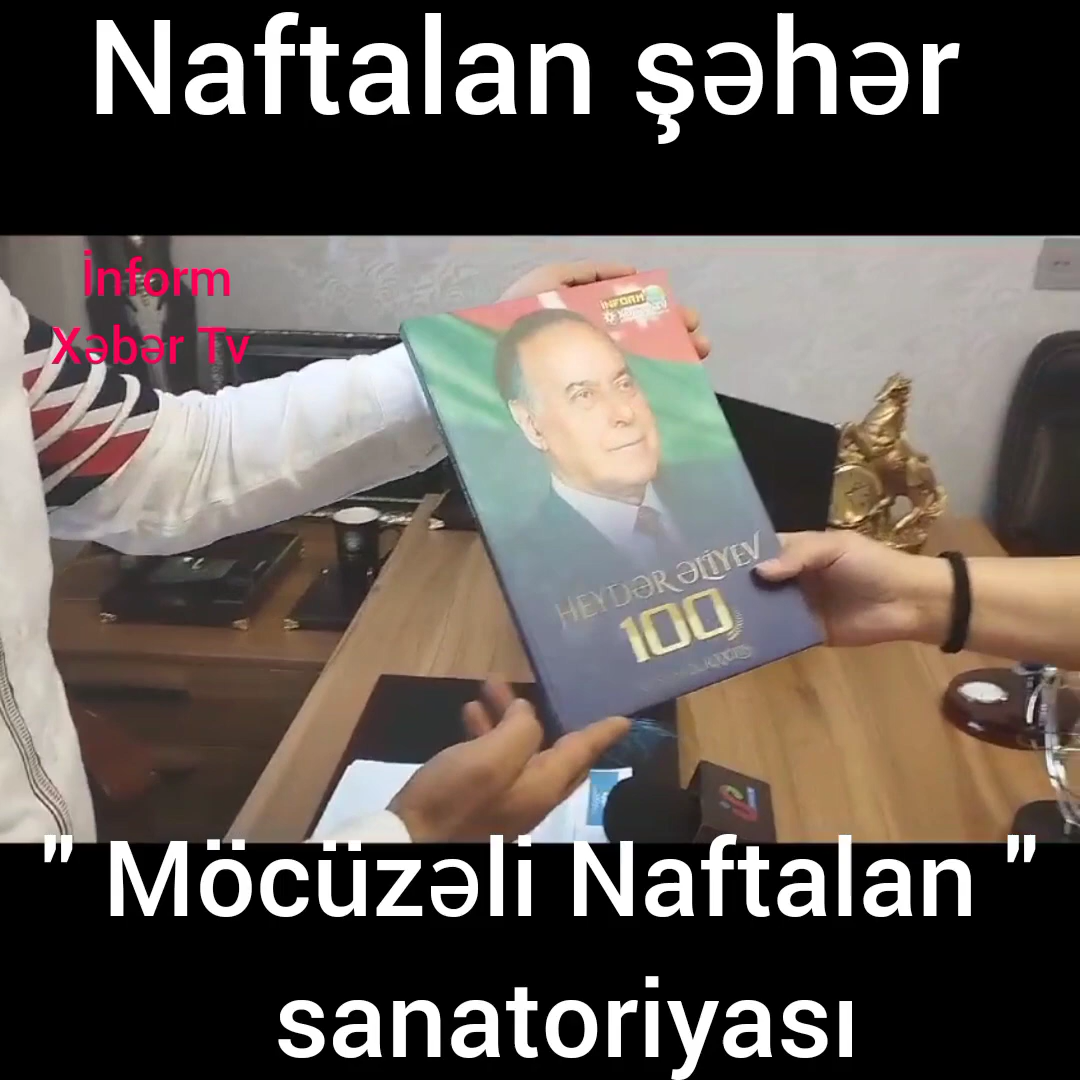 Naftalan şəhər
İnform
Xəbər Tv
INFORM
HEYDƏR ƏLİYEV
100
" Möcüzəli Naftalan "
sanatoriyası